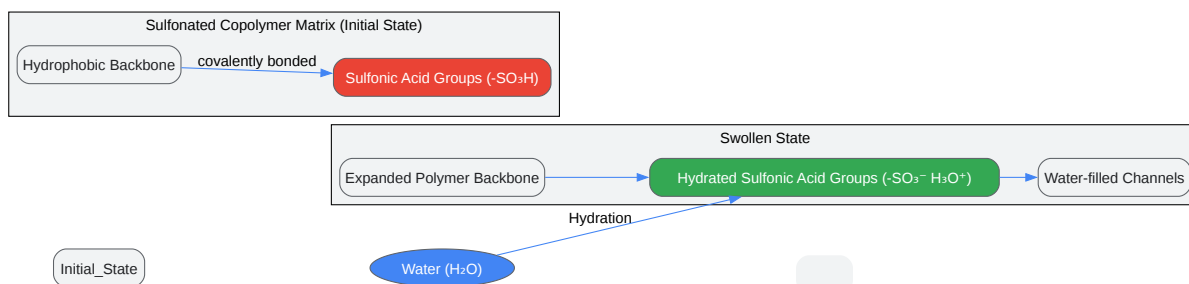 Sulfonated Copolymer Matrix (Initial State)
Hydrophobic Backbone
covalently bonded
Sulfonic Acid Groups (-SO₃H)
Swollen State
Expanded Polymer Backbone
Hydrated Sulfonic Acid Groups (-SO₃⁻ H₃O⁺)
Water-filled Channels
Hydration
Initial_State
Water (H₂O)